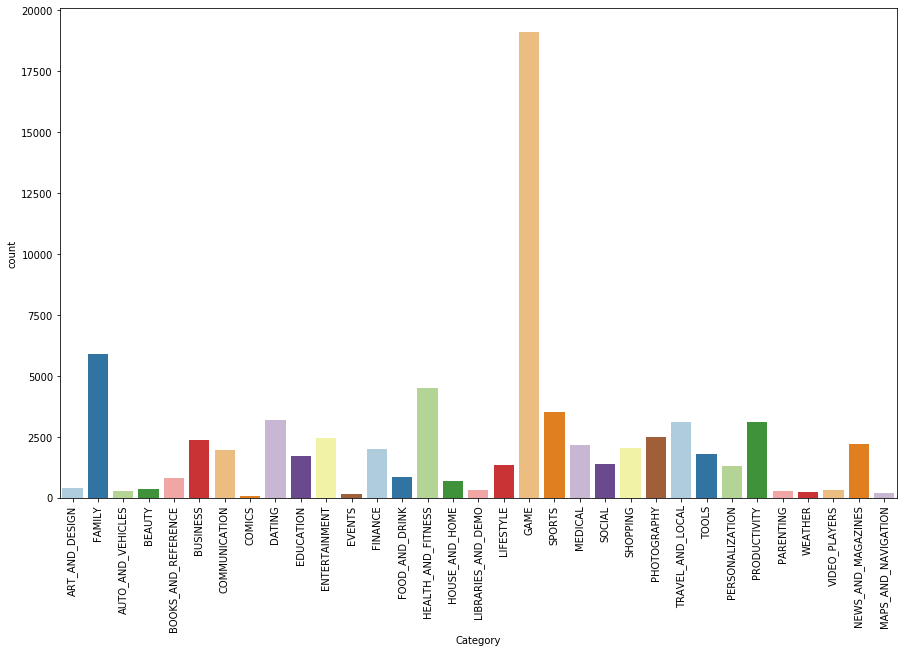 20000
17500
15000
12500
10000
7500
5000
2500
0
count
ART_AND_DESIGN
FAMILY
AUTO_AND_VEHICLES
BEAUTY
BOOKS_AND_REFERENCE
BUSINESS
COMMUNICATION
COMICS
DATING
EDUCATION
ENTERTAINMENT
EVENTS
FINANCE
FOOD_AND_DRINK
HEALTH_AND_FITNESS
HOUSE_AND_HOME
LIBRARIES_AND_DEMO
LIFESTYLE
GAME
SPORTS
MEDICAL
SOCIAL
SHOPPING
PHOTOGRAPHY
TRAVEL_AND_LOCAL
TOOLS
PERSONALIZATION
PRODUCTIVITY
PARENTING
WEATHER
VIDEO_PLAYERS
NEWS_AND_MAGAZINES
MAPS_AND_NAVIGATION
Category